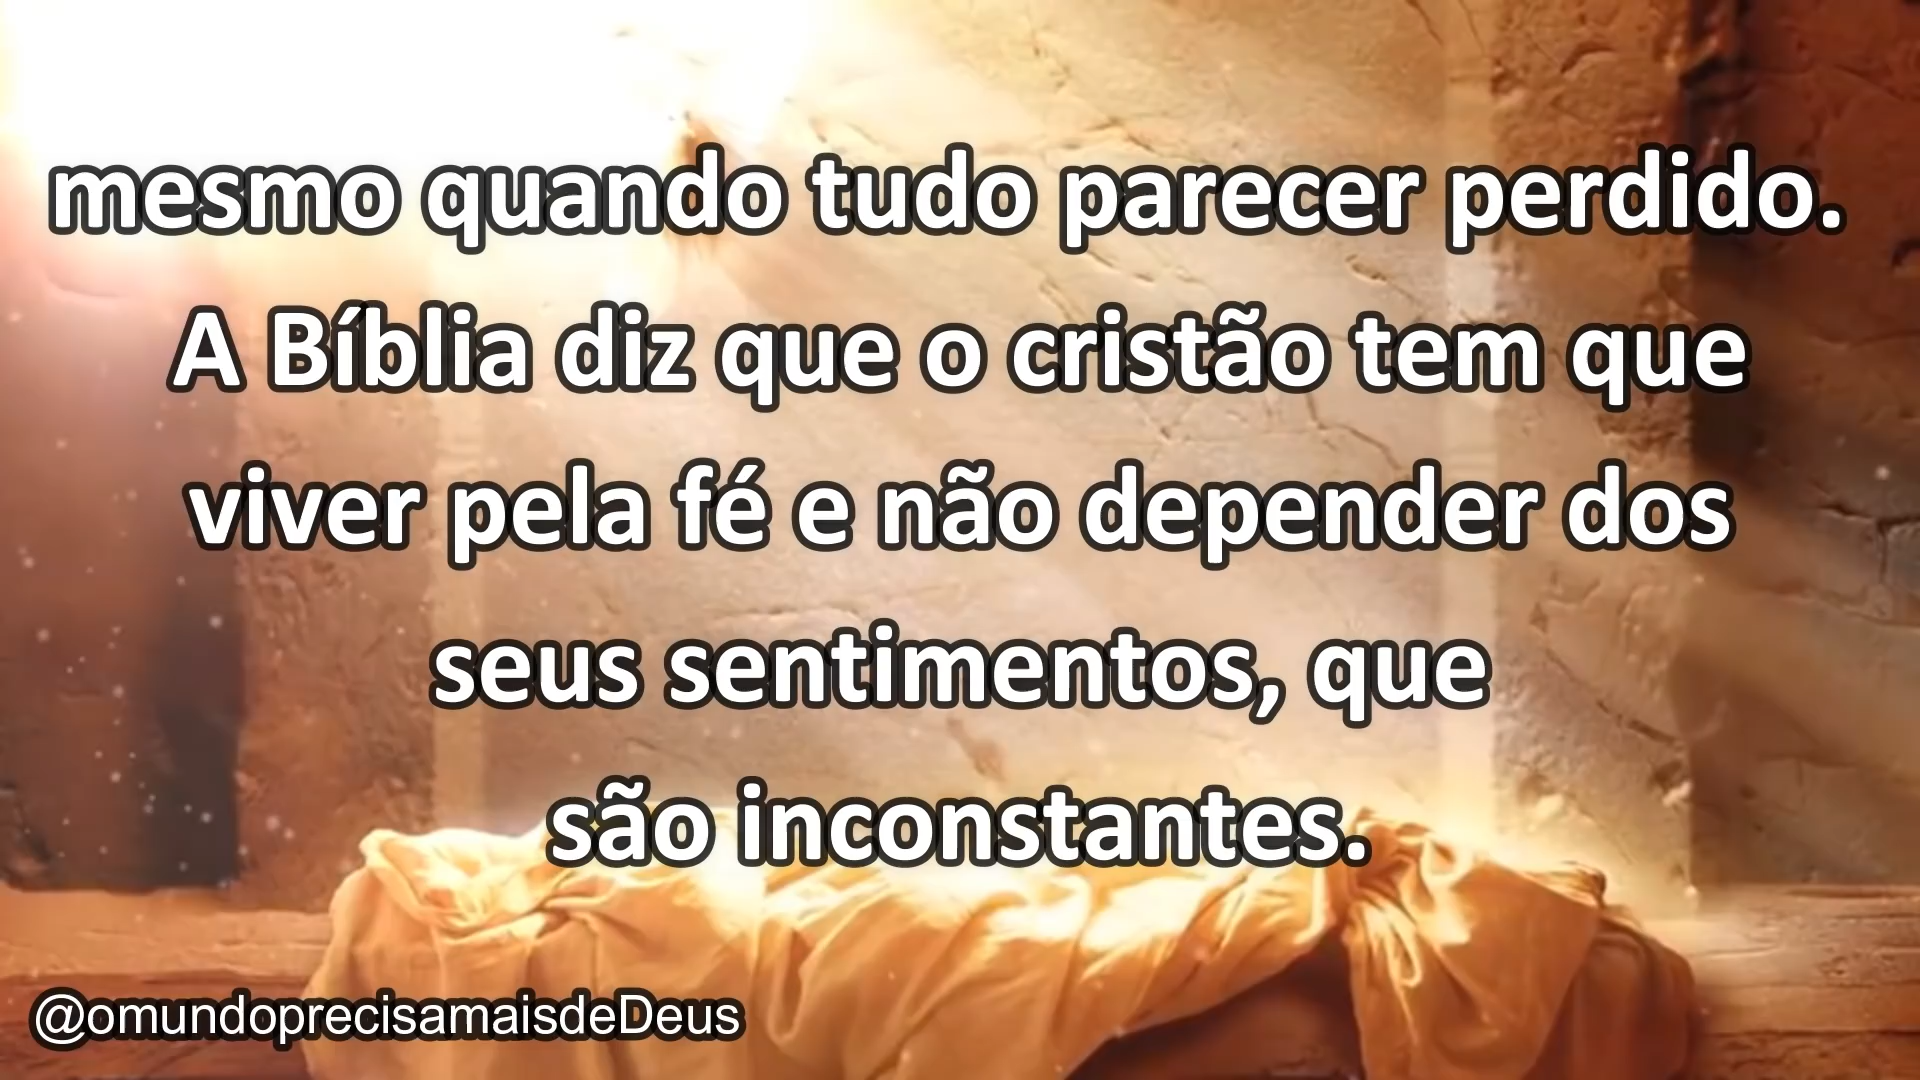 mesmo quando tudo parecer perdido.
A Bíblia diz que o cristão tem que
viver pela fé e não depender dos
seus sentimentos, que
são inconstantes.
@omundoprecisamaisdeDeus